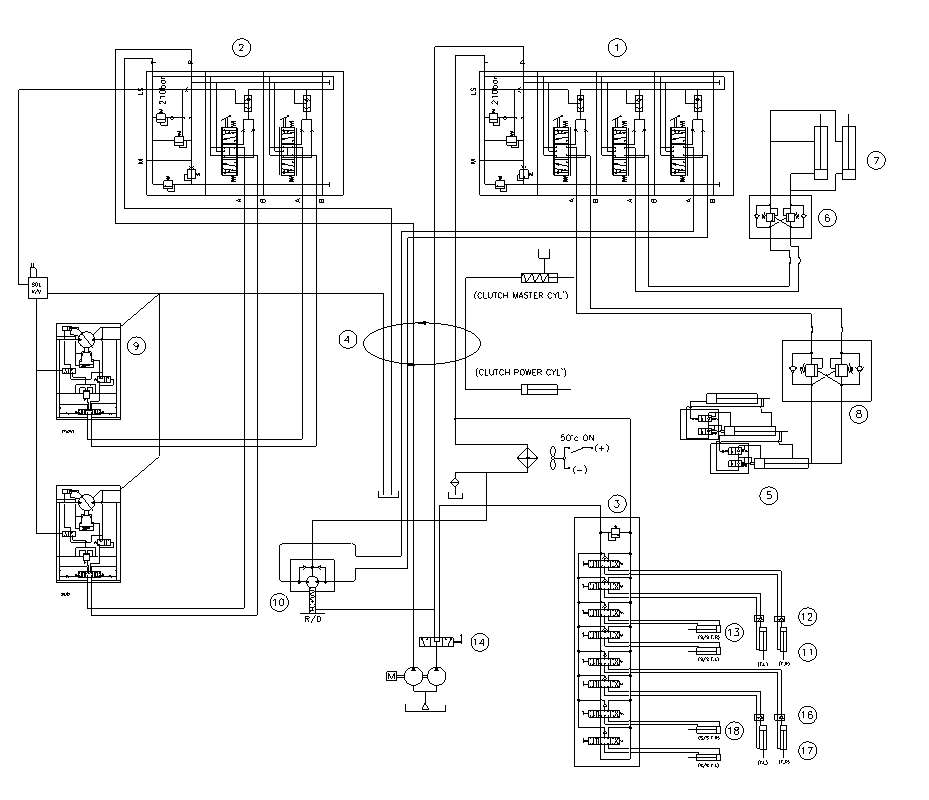 2
1
P
P
T
T
LS
210bar
LS
210bar
M
M
A
B
A
B
A
B
A
B
A
B
7
6
SOL
V/V
(CLUTCH MASTER CYL')
9
4
(CLUTCH POWER CYL')
main
8
50°c ON
(+)
(-)
5
3
sub
10
R/D
14
M
12
13
11
16
18
17